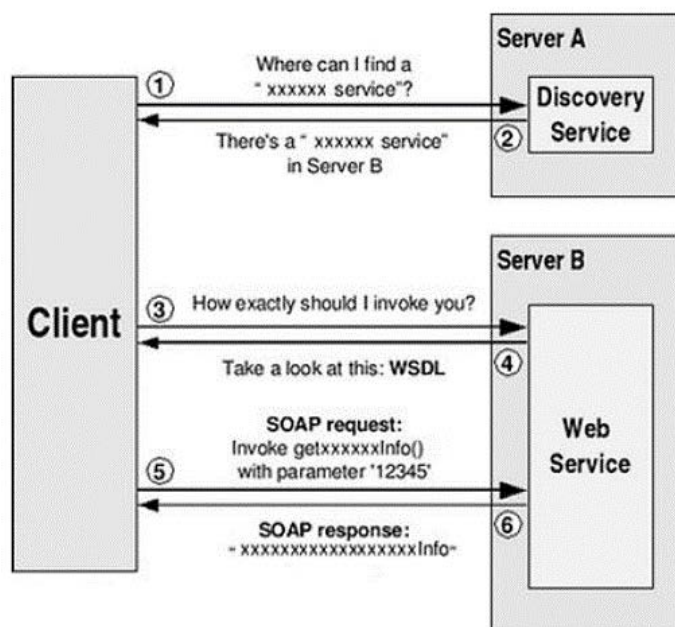 Server A
①
Where can I find a
“ xxxxxx service”?
Discovery
Service
There's a “ xxxxxx service“
②
in Server B
Server B
Client
③
How exactly should I invoke you?
Take a look at this: WSDL
④
SOAP request:
Invoke getxxxxxxInfo()
⑤
with parameter '12345'
Web
Service
SOAP response:
⑥
- xxxxxxxxxxxxxxxxxxInfo-